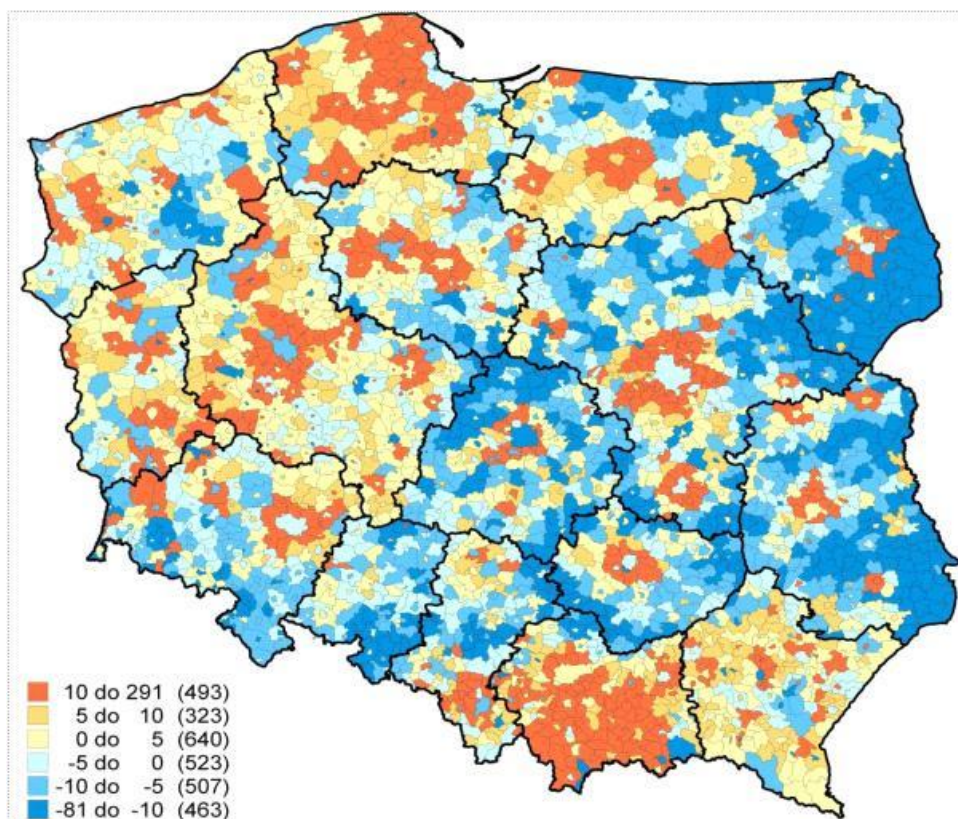 10 do 291 (493)
5 do 10 (323)
0 do 5 (640)
-5 do 0 (523)
-10 do -5 (507)
-81 do -10 (463)